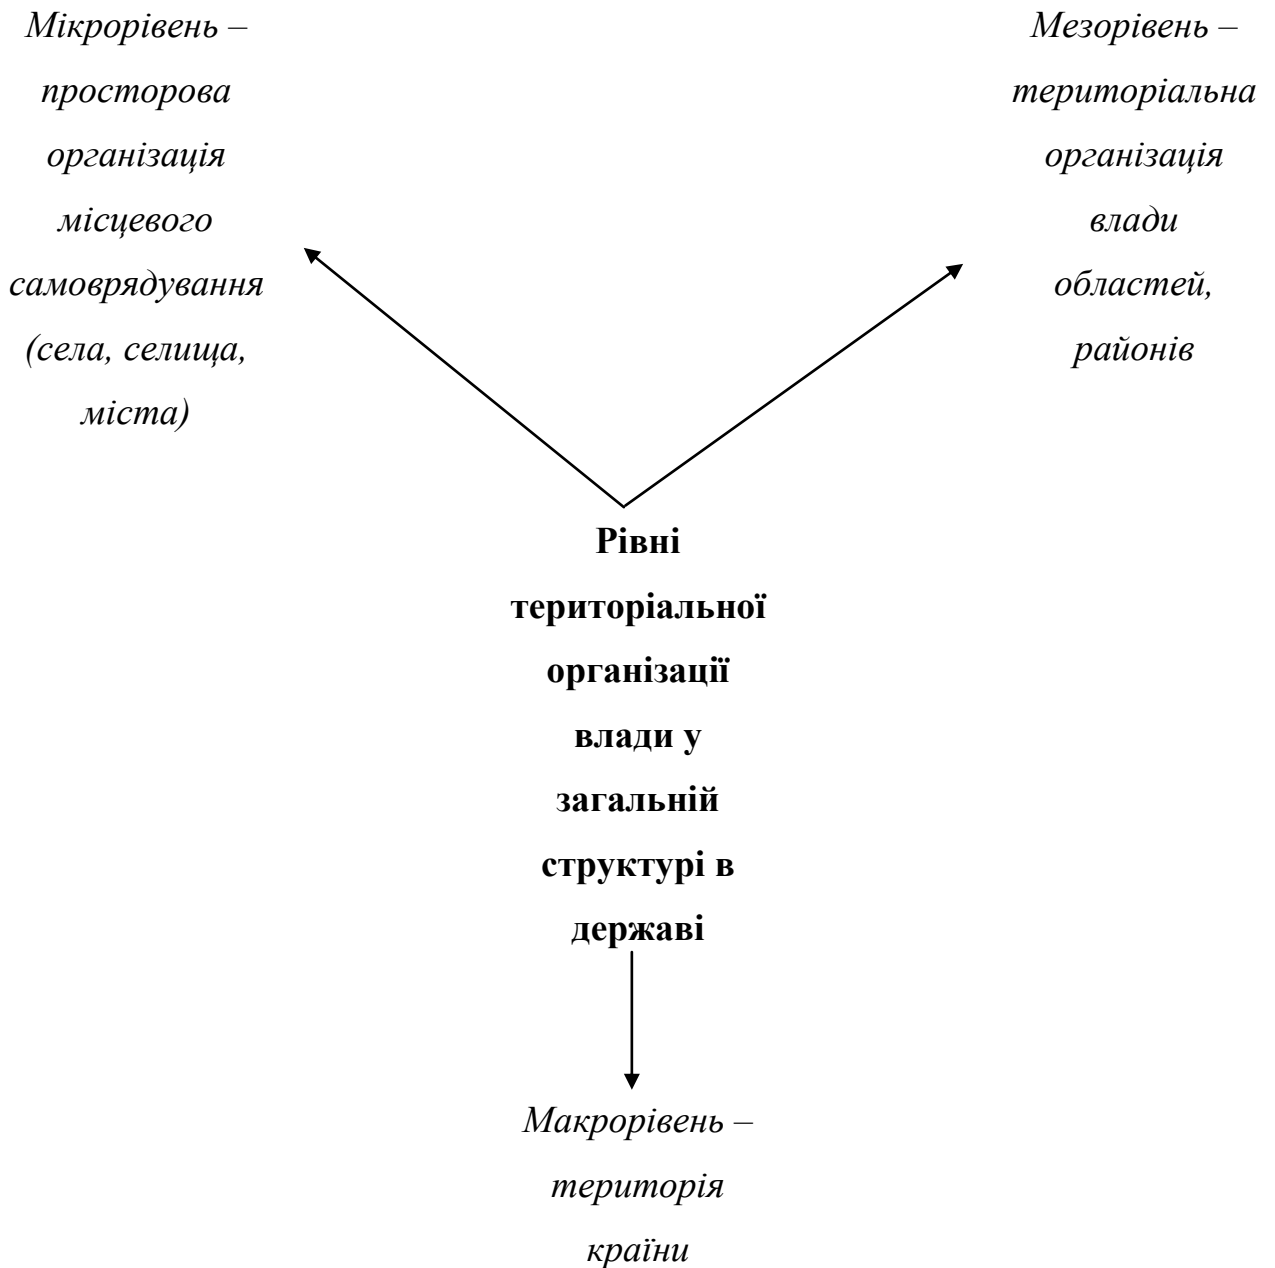 Мікрорівень –
просторова
організація
місцевого
самоврядування
(села, селища,
міста)
Мезорівень –
територіальна
організація
влади
областей,
районів
Рівні
територіальної
організації
влади у
загальній
структурі в
державі
Макрорівень –
територія
країни